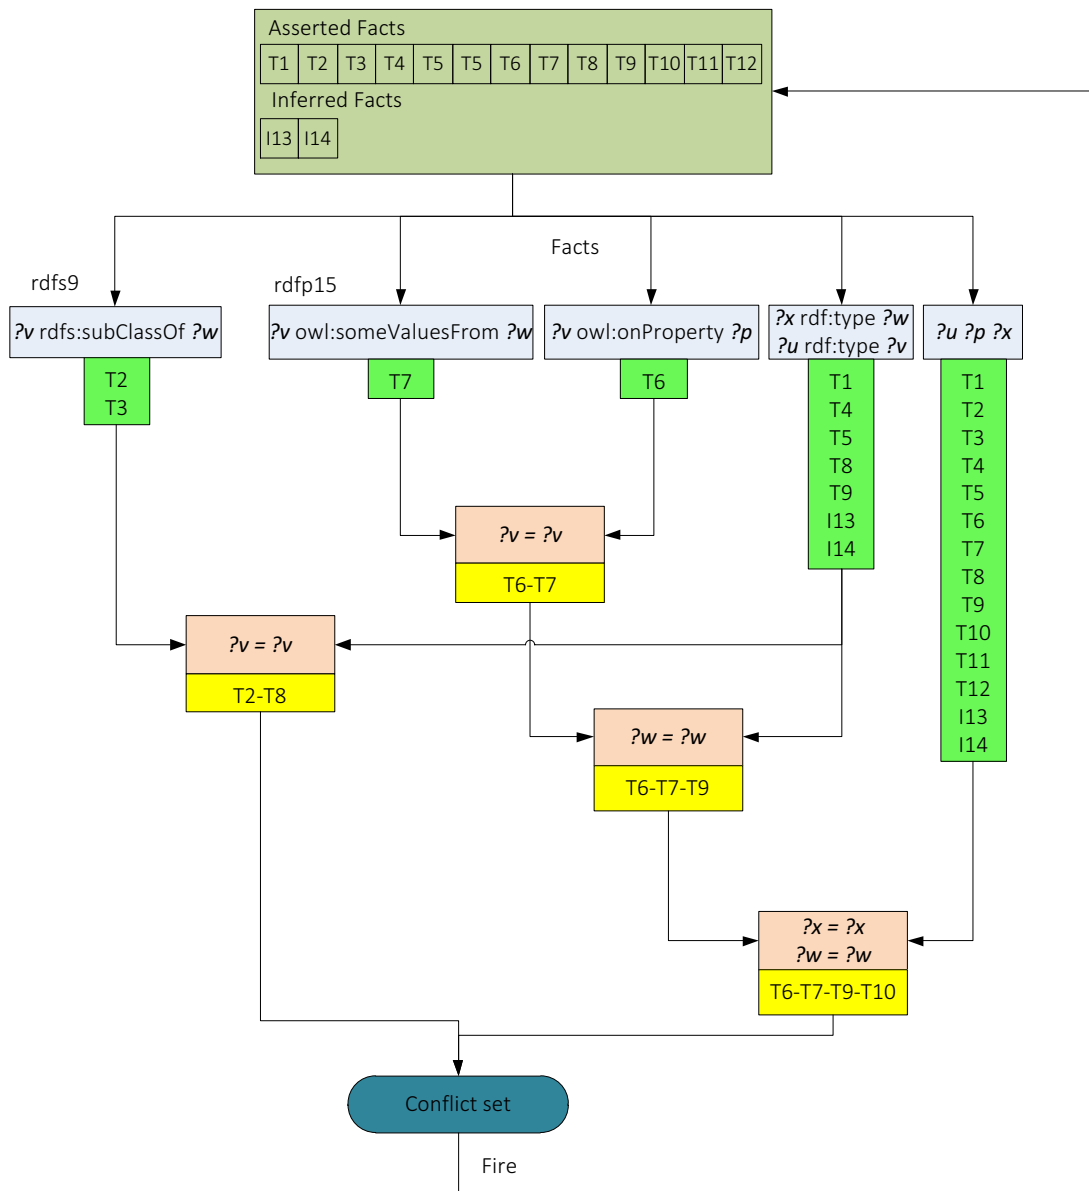 Asserted Facts
T1 T2 T3 T4 T5 T5 T6 T7 T8 T9 T10 T11 T12
Inferred Facts
I13 I14
Facts
rdfs9
rdfp15
?v rdfs:subClassOf ?w
T2
T3
?v owl:someValuesFrom ?w
T7
?v owl:onProperty ?p
T6
?x rdf:type ?w
?u rdf:type ?v
T1
T4
T5
T8
T9
I13
I14
?u ?p ?x
T1
T2
T3
T4
T5
T6
T7
T8
T9
T10
T11
T12
I13
I14
?v = ?v
T6-T7
?v = ?v
T2-T8
?w = ?w
T6-T7-T9
?x = ?x
?w = ?w
T6-T7-T9-T10
Conflict set
Fire